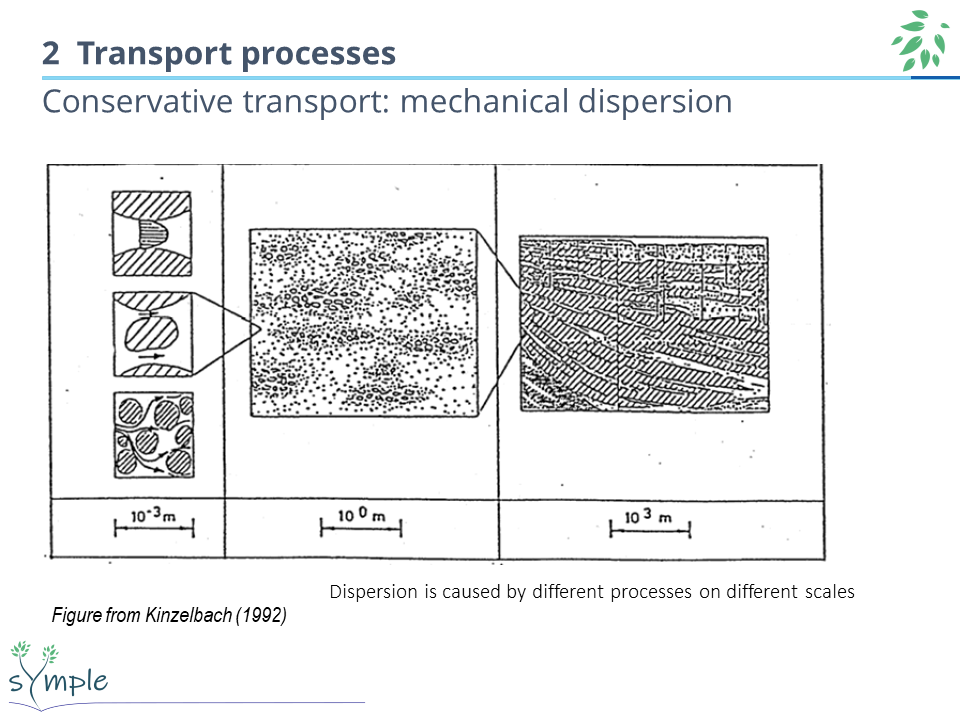 2 Transport processes
Conservative transport: mechanical dispersion
10-3 m
10 0 m
10 3 m
Dispersion is caused by different processes on different scales
Figure from Kinzelbach (1992)
sYmple